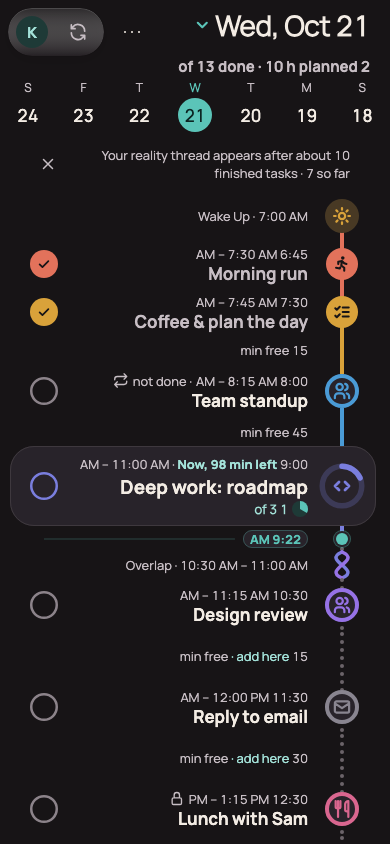 K
Wed, Oct 21
of 13 done · 10 h planned 2
S F T W T M S
24 23 22 21 20 19 18
Your reality thread appears after about 10
finished tasks · 7 so far
Wake Up · 7:00 AM
AM – 7:30 AM 6:45
Morning run
AM – 7:45 AM 7:30
Coffee & plan the day
min free 15
not done · AM – 8:15 AM 8:00
Team standup
min free 45
AM – 11:00 AM · Now, 98 min left 9:00
Deep work: roadmap
of 3 1
AM 9:22
Overlap · 10:30 AM – 11:00 AM
AM – 11:15 AM 10:30
Design review
min free · add here 15
AM – 12:00 PM 11:30
Reply to email
min free · add here 30
PM – 1:15 PM 12:30
Lunch with Sam